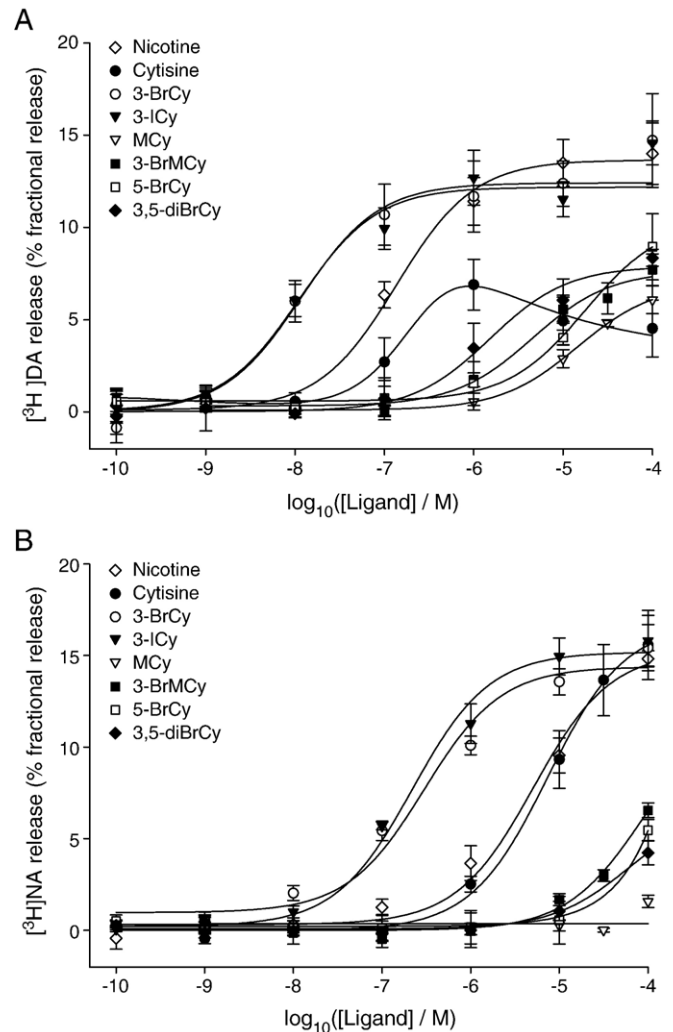 A
20
15
10
5
0
[³H ]DA release (% fractional release)
Nicotine
Cytisine
3-BrCy
3-ICy
MCy
3-BrMCy
5-BrCy
3,5-diBrCy
-10 -9 -8 -7 -6 -5 -4
log₁₀([Ligand] / M)
B
20
15
10
5
0
[³H]NA release (% fractional release)
Nicotine
Cytisine
3-BrCy
3-ICy
MCy
3-BrMCy
5-BrCy
3,5-diBrCy
-10 -9 -8 -7 -6 -5 -4
log₁₀([Ligand] / M)